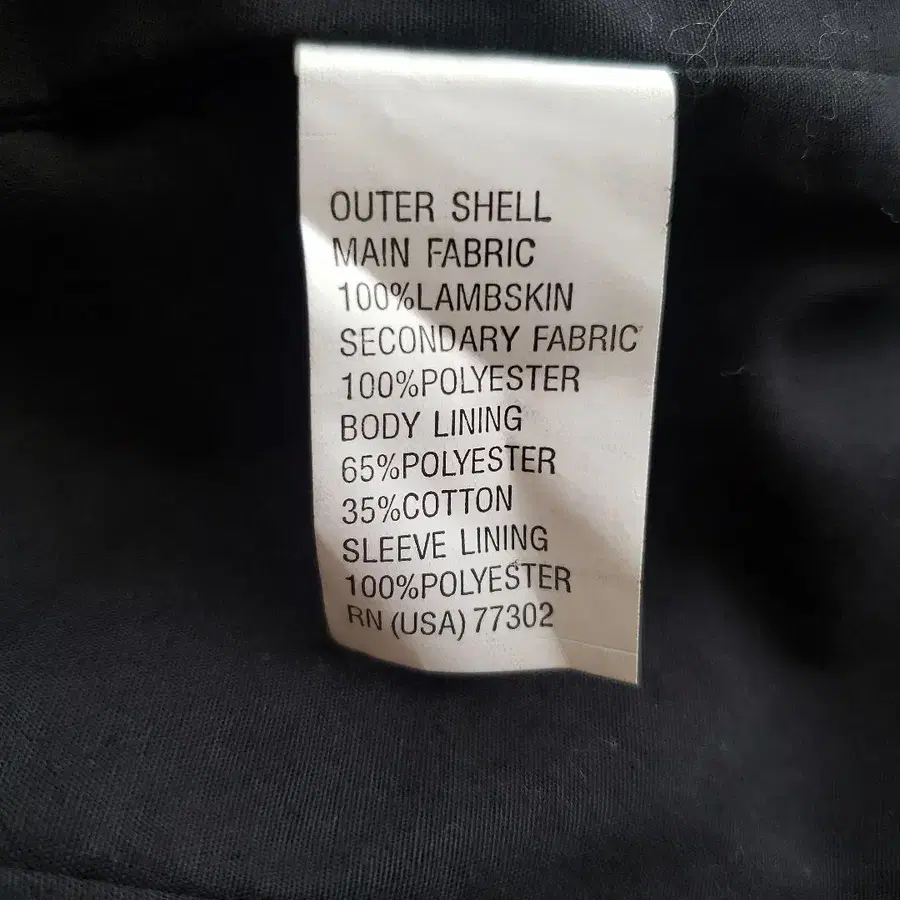 OUTER SHELL
MAIN FABRIC
100%LAMBSKIN
SECONDARY FABRIC
100%POLYESTER
BODY LINING
65%POLYESTER
35%COTTON
SLEEVE LINING
100%POLYESTER
RN (USA) 77302